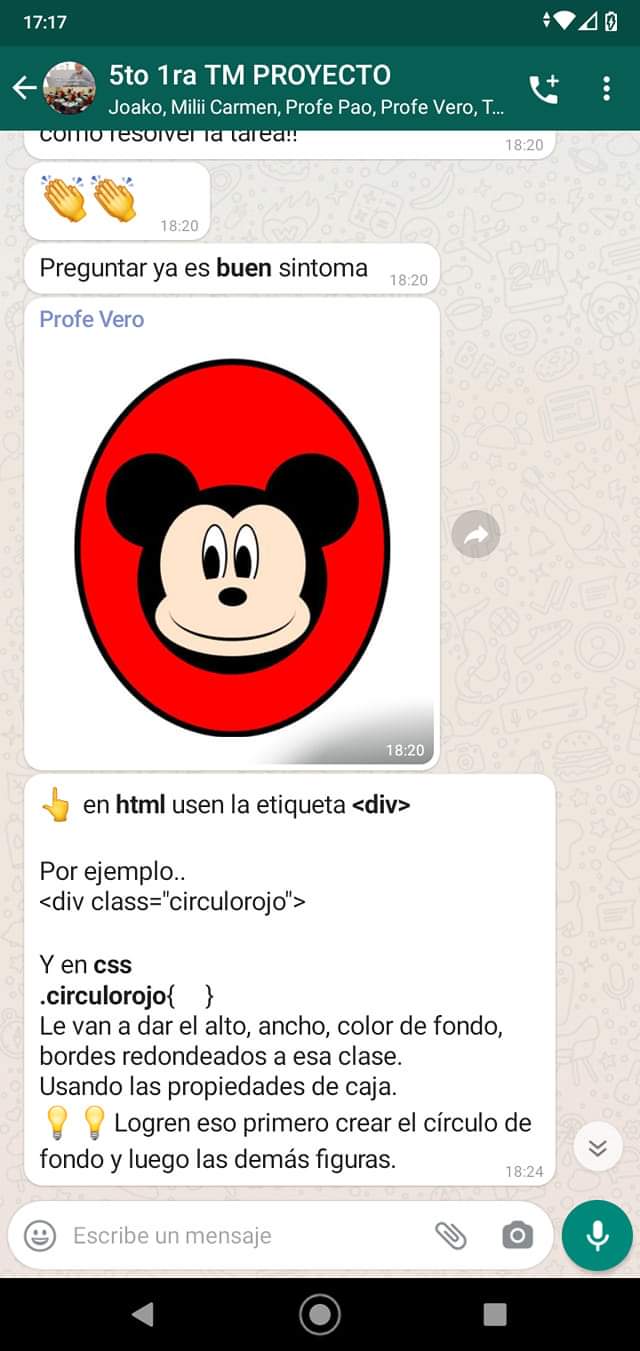 17:17
5to 1ra TM PROYECTO
Joako, Milii Carmen, Profe Pao, Profe Vero, T...
como resolver la tarea!!
18:20
18:20
Preguntar ya es buen sintoma
18:20
Profe Vero
18:20
en html usen la etiqueta <div>
Por ejemplo..
<div class="circulorojo">
Y en css
.circulorojo{    }
Le van a dar el alto, ancho, color de fondo,
bordes redondeados a esa clase.
Usando las propiedades de caja.
Logren eso primero crear el círculo de
fondo y luego las demás figuras.
18:24
Escribe un mensaje